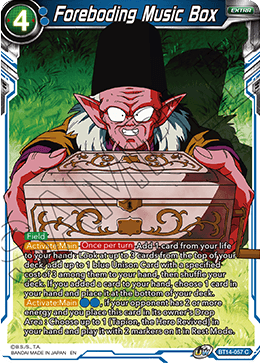 4
Foreboding Music Box
EXTRA
Field
Activate:Main Once per turn Add 1 card from your life
to your hand : Look at up to 3 cards from the top of your
deck, add up to 1 blue Unison Card with a specified
cost of 8 among them to your hand, then shuffle your
deck. If you added a card to your hand, choose 1 card in
your hand and place it at the bottom of your deck.
Activate:Main : If your opponent has 2 or more
energy and you place this card in its owner's Drop
Area : Choose up to 1 {Tapion, the Hero Revived} in
your hand and play it with 2 markers on it in Rest Mode.
©B.S./S., T.A.
BANDAI MADE IN JAPAN EN
BT14-057 C